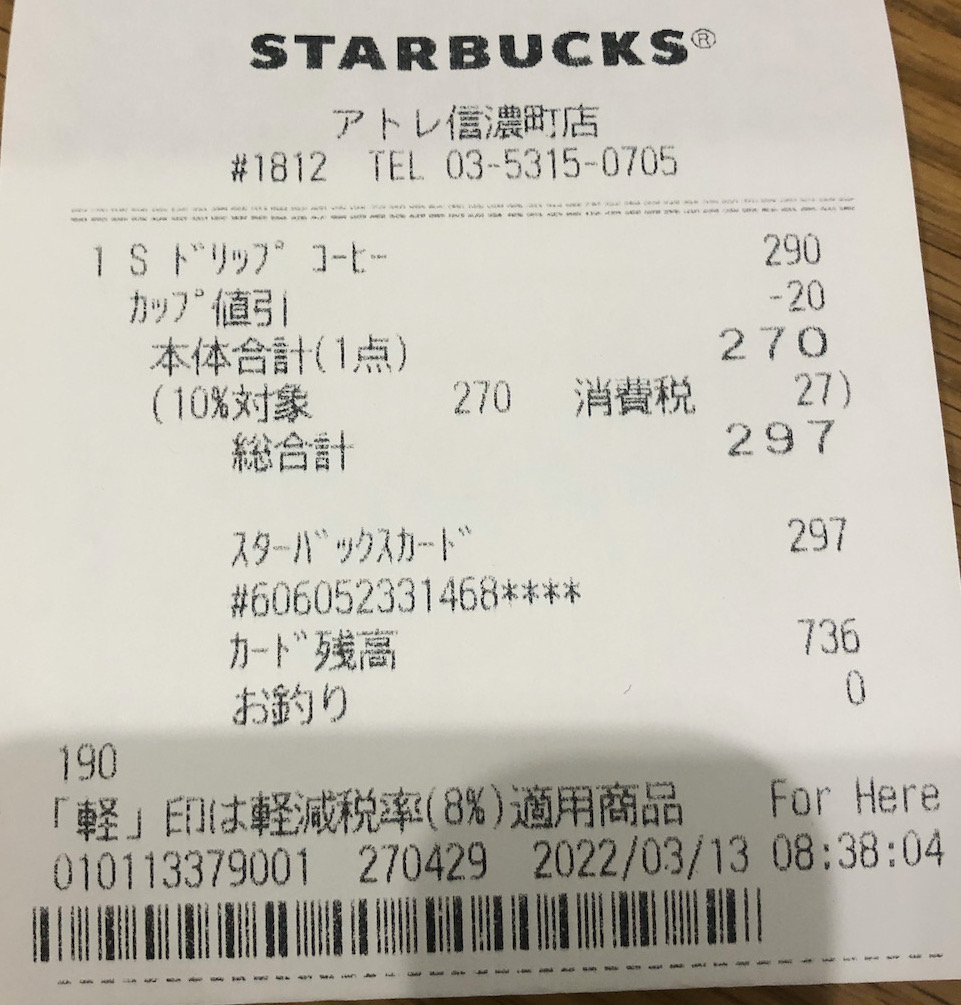 STARBUCKS®
アトレ信濃町店
#1812 TEL 03-5315-0705
1 S ﾄﾞﾘｯﾌﾟ ｺｰﾋｰ 290
ｶｯﾌﾟ値引 -20
本体合計(1点) 270
(10%対象 270 消費税 27)
総合計 297
ｽﾀｰﾊﾞｯｸｽｶｰﾄﾞ 297
#606052331468****
ｶｰﾄﾞ残高 736
お釣り 0
190
「軽」印は軽減税率(8%)適用商品 For Here
010113379001 270429 2022/03/13 08:38:04